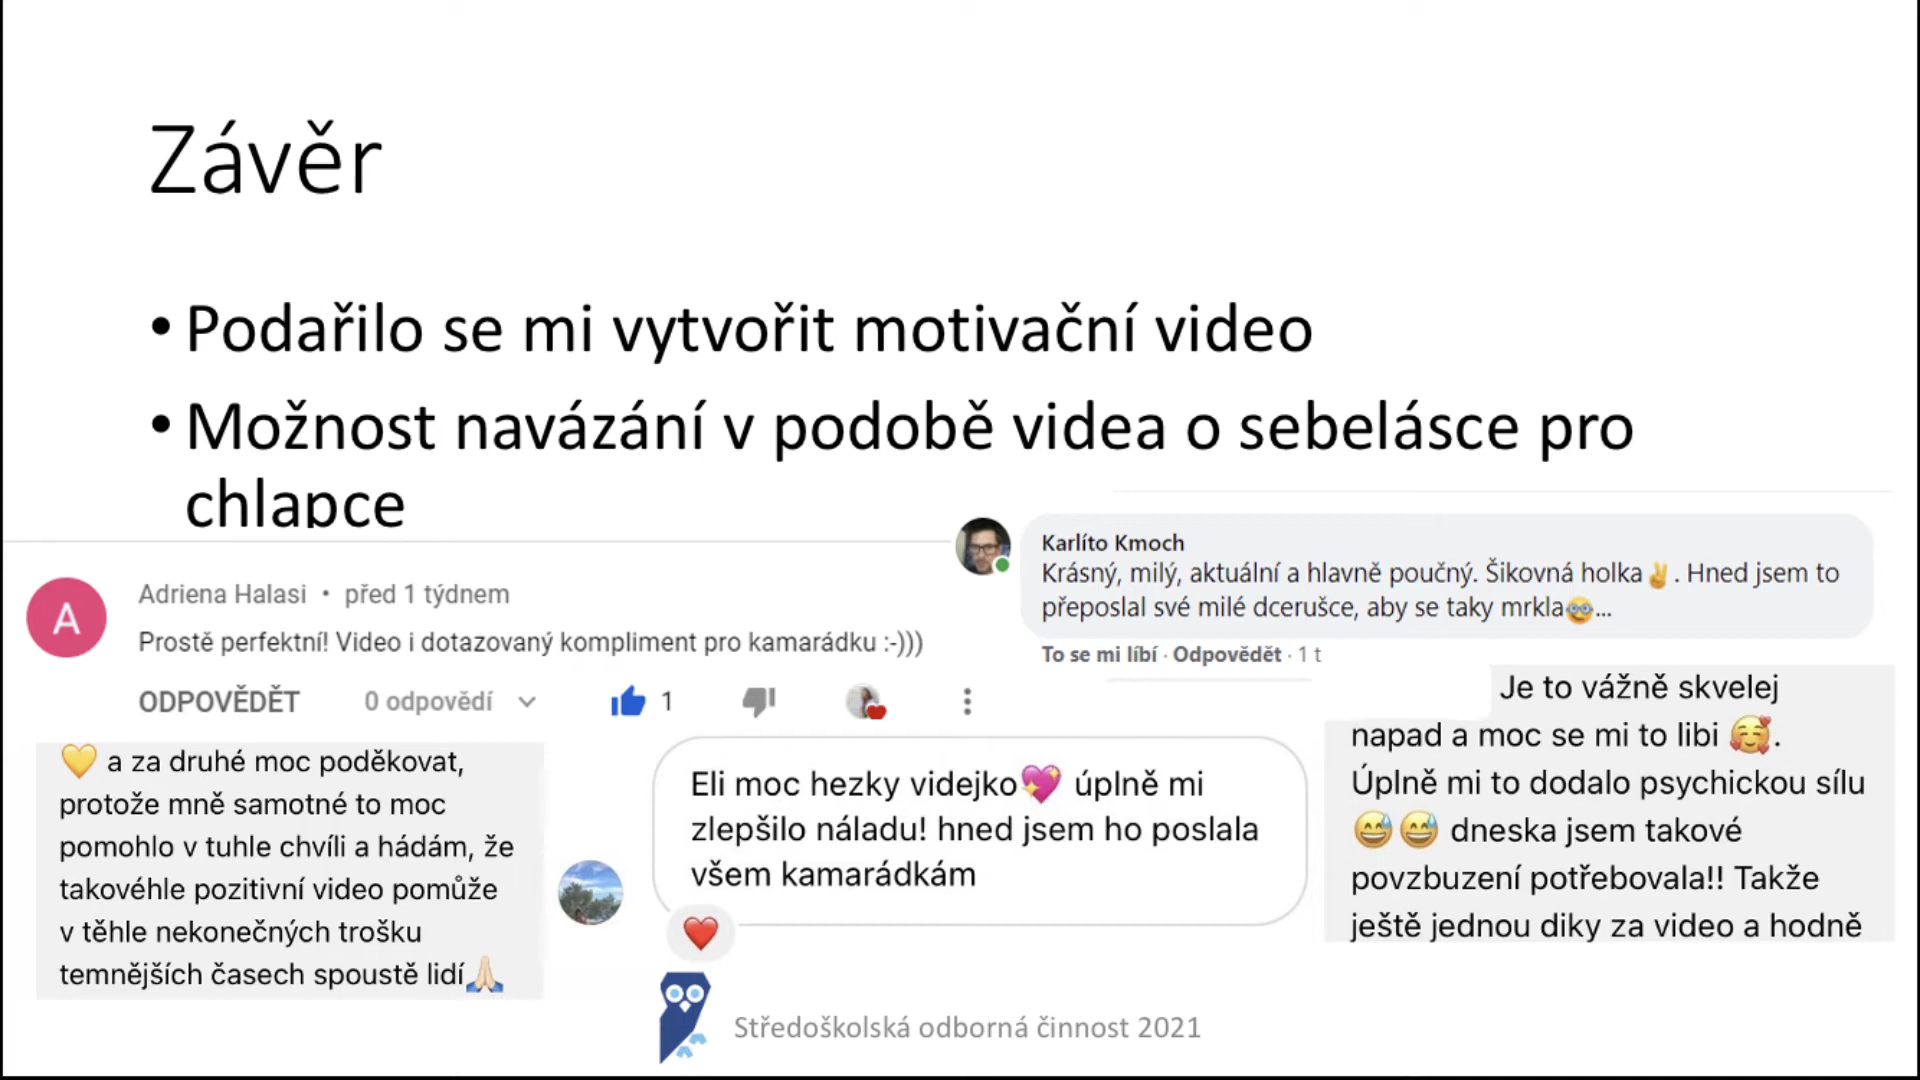 Závěr
• Podařilo se mi vytvořit motivační video
• Možnost navázání v podobě videa o sebelásce pro
chlapce
Karlíto Kmoch
Krásný, milý, aktuální a hlavně poučný. Šikovná holka✌. Hned jsem to
přeposlal své milé dcerušce, aby se taky mrkla🤓...
To se mi líbí · Odpovědět · 1 t
A
Adriena Halasi • před 1 týdnem
Prostě perfektní! Video i dotazovaný kompliment pro kamarádku :-)))
ODPOVĚDĚT 0 odpovědí 1
💛 a za druhé moc poděkovat,
protože mně samotné to moc
pomohlo v tuhle chvíli a hádám, že
takovéhle pozitivní video pomůže
v těhle nekonečných trošku
temnějších časech spoustě lidí🙏🏻
Eli moc hezky videjko💖 úplně mi
zlepšilo náladu! hned jsem ho poslala
všem kamarádkám
❤️
Je to vážně skvelej
napad a moc se mi to libi 🥰.
Úplně mi to dodalo psychickou sílu
😅😅 dneska jsem takové
povzbuzení potřebovala!! Takže
ještě jednou diky za video a hodně
Středoškolská odborná činnost 2021